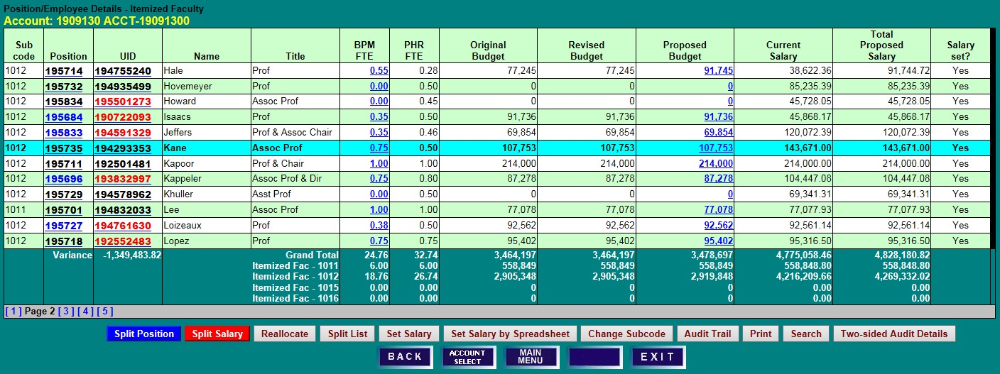 Position/Employee Details - Itemized Faculty
Account: 1909130 ACCT-19091300
Sub code Position UID Name Title BPM FTE PHR FTE Original Budget Revised Budget Proposed Budget Current Salary Total Proposed Salary Salary set?
1012 195714 194755240 Hale Prof 0.55 0.28 77,245 77,245 91,745 38,622.36 91,744.72 Yes
1012 195732 194935499 Hovemeyer Prof 0.00 0.50 0 0 0 85,235.39 85,235.39 Yes
1012 195834 195501273 Howard Assoc Prof 0.00 0.45 0 0 0 45,728.05 45,728.05 Yes
1012 195684 190722093 Isaacs Prof 0.35 0.50 91,736 91,736 91,736 45,868.17 45,868.17 Yes
1012 195833 194591329 Jeffers Prof & Assoc Chair 0.35 0.46 69,854 69,854 69,854 120,072.39 120,072.39 Yes
1012 195735 194293353 Kane Assoc Prof 0.75 0.50 107,753 107,753 107,753 143,671.00 143,671.00 Yes
1012 195711 192501481 Kapoor Prof & Chair 1.00 1.00 214,000 214,000 214,000 214,000.00 214,000.00 Yes
1012 195696 193832997 Kappeler Assoc Prof & Dir 0.75 0.80 87,278 87,278 87,278 104,447.08 104,447.08 Yes
1012 195729 194578962 Khuller Asst Prof 0.00 0.50 0 0 0 69,341.31 69,341.31 Yes
1011 195701 194832033 Lee Assoc Prof 1.00 1.00 77,078 77,078 77,078 77,077.93 77,077.93 Yes
1012 195727 194761630 Loizeaux Prof 0.38 0.50 92,562 92,562 92,562 92,561.14 92,561.14 Yes
1012 195718 192552483 Lopez Prof 0.75 0.75 95,402 95,402 95,402 95,316.50 95,316.50 Yes
Variance -1,349,483.82 Grand Total 24.76 32.74 3,464,197 3,464,197 3,478,697 4,775,058.46 4,828,180.82
Itemized Fac - 1011 6.00 6.00 558,849 558,849 558,849 558,848.80 558,848.80
Itemized Fac - 1012 18.76 26.74 2,905,348 2,905,348 2,919,848 4,216,209.66 4,269,332.02
Itemized Fac - 1015 0.00 0.00 0 0 0 0.00 0.00
Itemized Fac - 1016 0.00 0.00 0 0 0 0.00 0.00
[ 1 ] Page 2 [ 3 ] [ 4 ] [ 5 ]
Split Position Split Salary Reallocate Split List Set Salary Set Salary by Spreadsheet Change Subcode Audit Trail Print Search Two-sided Audit Details
BACK ACCOUNT SELECT MAIN MENU EXIT